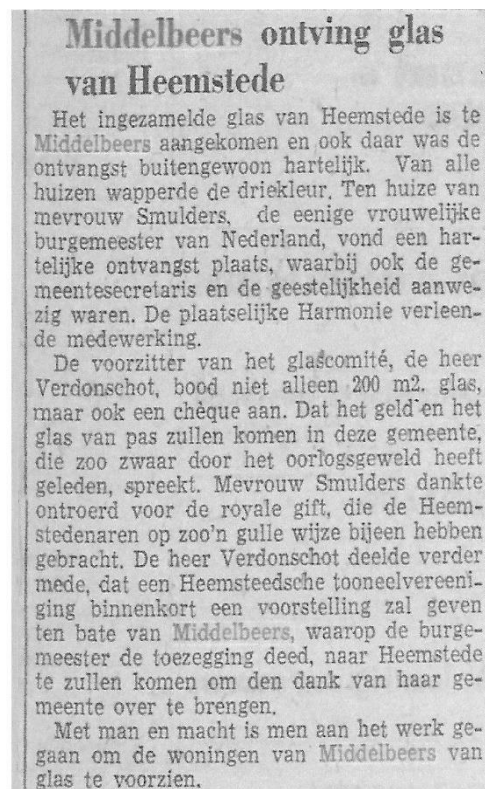 Middelbeers ontving glas
van Heemstede
Het ingezamelde glas van Heemstede is te
Middelbeers aangekomen en ook daar was de
ontvangst buitengewoon hartelijk. Van alle
huizen wapperde de driekleur. Ten huize van
mevrouw Smulders, de eenige vrouwelijke
burgemeester van Nederland, vond een har-
telijke ontvangst plaats, waarbij ook de ge-
meentesecretaris en de geestelijkheid aanwe-
zig waren. De plaatselijke Harmonie verleen-
de medewerking.
De voorzitter van het glascomité, de heer
Verdonschot, bood niet alleen 200 m2. glas,
maar ook een chèque aan. Dat het geld en het
glas van pas zullen komen in deze gemeente,
die zoo zwaar door het oorlogsgeweld heeft
geleden, spreekt. Mevrouw Smulders dankte
ontroerd voor de royale gift, die de Heem-
stedenaren op zoo'n gulle wijze bijeen hebben
gebracht. De heer Verdonschot deelde verder
mede, dat een Heemsteedsche tooneelvereeni-
ging binnenkort een voorstelling zal geven
ten bate van Middelbeers, waarop de burge-
meester de toezegging deed, naar Heemstede
te zullen komen om den dank van haar ge-
meente over te brengen.
Met man en macht is men aan het werk ge-
gaan om de woningen van Middelbeers van
glas te voorzien.